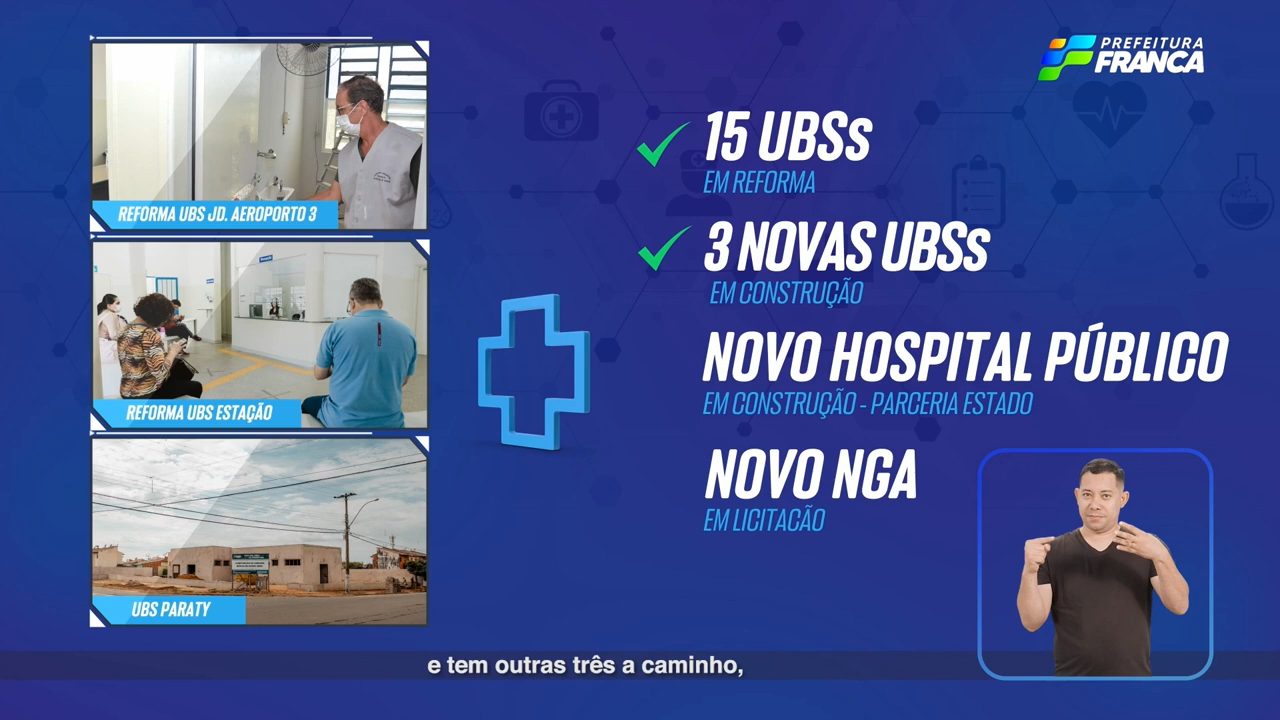 PREFEITURA
FRANCA
REFORMA UBS JD. AEROPORTO 3
REFORMA UBS ESTAÇÃO
UBS PARATY
15 UBSs
EM REFORMA
3 NOVAS UBSs
EM CONSTRUÇÃO
NOVO HOSPITAL PÚBLICO
EM CONSTRUÇÃO - PARCERIA ESTADO
NOVO NGA
EM LICITACÃO
e tem outras três a caminho,